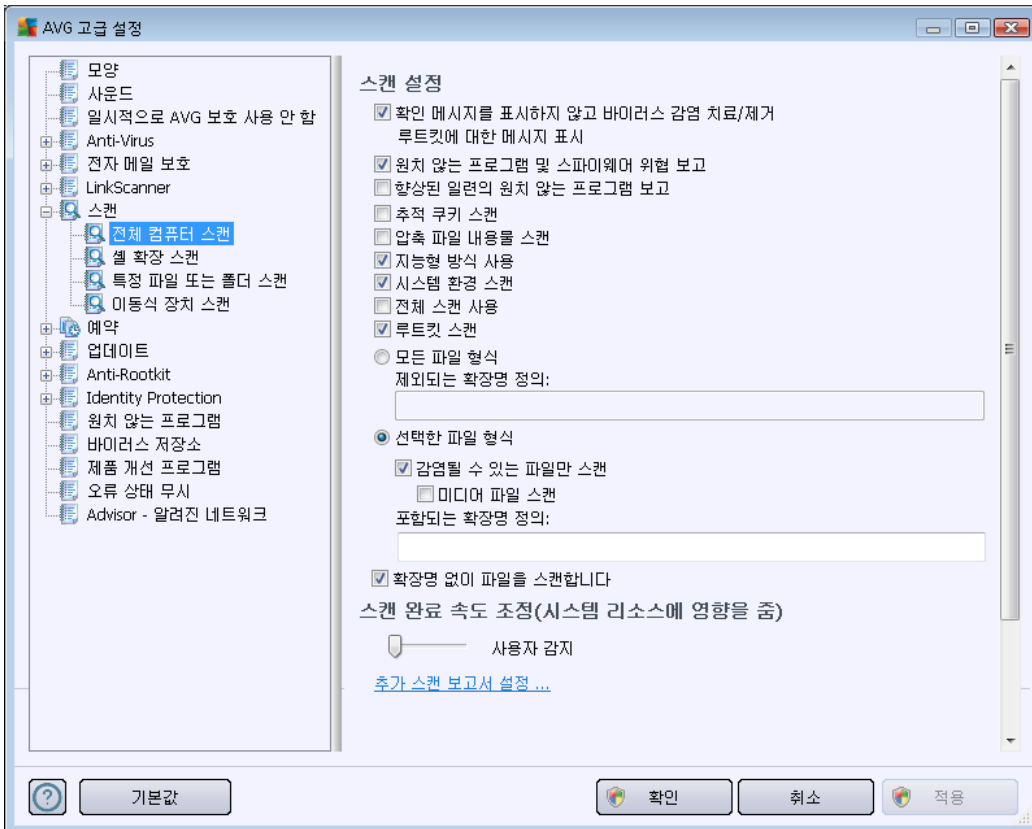 AVG 고급 설정
모양
사운드
일시적으로 AVG 보호 사용 안 함
Anti-Virus
전자 메일 보호
LinkScanner
스캔
전체 컴퓨터 스캔
셸 확장 스캔
특정 파일 또는 폴더 스캔
이동식 장치 스캔
예약
업데이트
Anti-Rootkit
Identity Protection
원치 않는 프로그램
바이러스 저장소
제품 개선 프로그램
오류 상태 무시
Advisor - 알려진 네트워크
스캔 설정
확인 메시지를 표시하지 않고 바이러스 감염 치료/제거
루트킷에 대한 메시지 표시
원치 않는 프로그램 및 스파이웨어 위협 보고
향상된 일련의 원치 않는 프로그램 보고
추적 쿠키 스캔
압축 파일 내용물 스캔
지능형 방식 사용
시스템 환경 스캔
전체 스캔 사용
루트킷 스캔
모든 파일 형식
제외되는 확장명 정의:
선택한 파일 형식
감염될 수 있는 파일만 스캔
미디어 파일 스캔
포함되는 확장명 정의:
확장명 없이 파일을 스캔합니다
스캔 완료 속도 조정(시스템 리소스에 영향을 줌)
사용자 감지
추가 스캔 보고서 설정 ...
기본값
확인
취소
적용